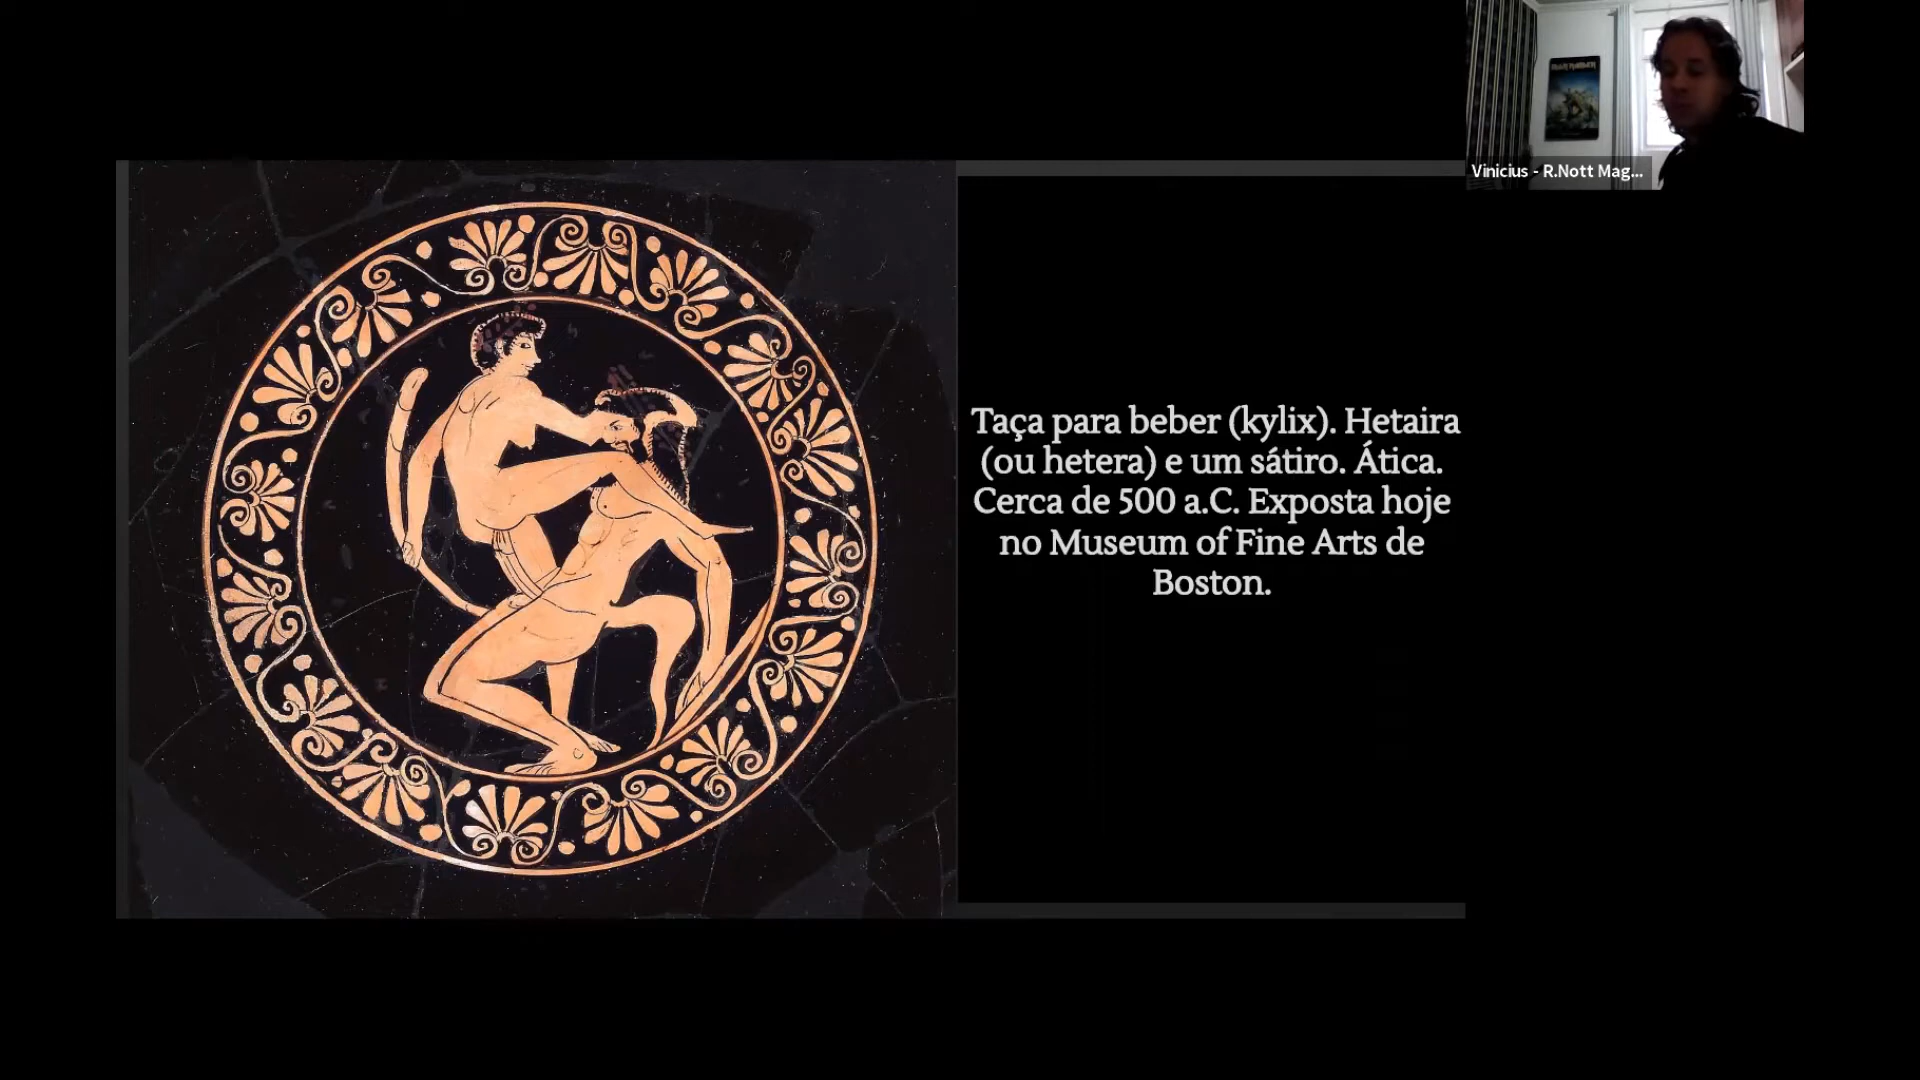 Vinicius - R.Nott Mag...
Taça para beber (kylix). Hetaira
(ou hetera) e um sátiro. Ática.
Cerca de 500 a.C. Exposta hoje
no Museum of Fine Arts de
Boston.